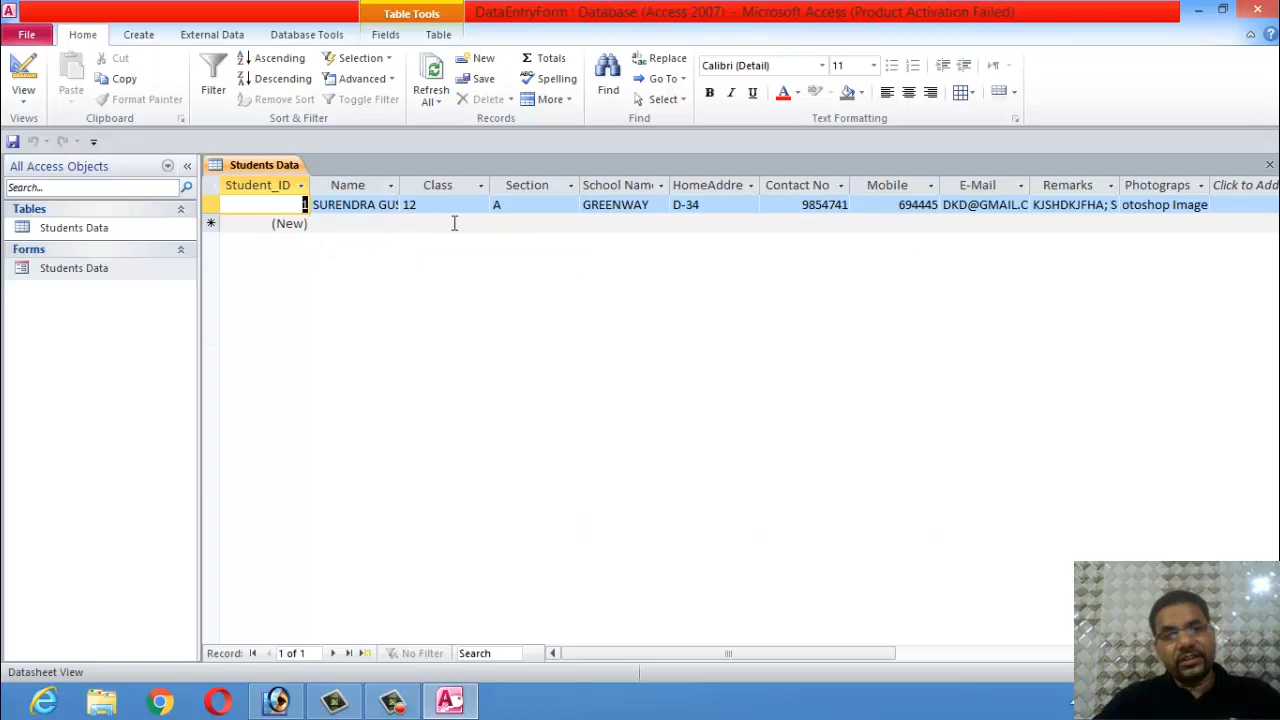 Table Tools
DataEntryForm : Database (Access 2007) - Microsoft Access (Product Activation Failed)
File Home Create External Data Database Tools Fields Table
View
Views
Paste
Cut
Copy
Format Painter
Clipboard
Filter
Ascending
Descending
Remove Sort
Selection
Advanced
Toggle Filter
Sort & Filter
Refresh
All
New
Save
Delete
Totals
Spelling
More
Records
Find
Replace
Go To
Select
Find
Calibri (Detail) 11
B I U A
Text Formatting
All Access Objects
Search...
Tables
Students Data
Forms
Students Data
Students Data
Student_ID Name Class Section School Name HomeAddre Contact No Mobile E-Mail Remarks Photograps Click to Add
1 SURENDRA GUS 12 A GREENWAY D-34 9854741 694445 DKD@GMAIL.C KJSHDKJFHA; S otoshop Image
(New)
Record: 1 of 1 No Filter Search
Datasheet View